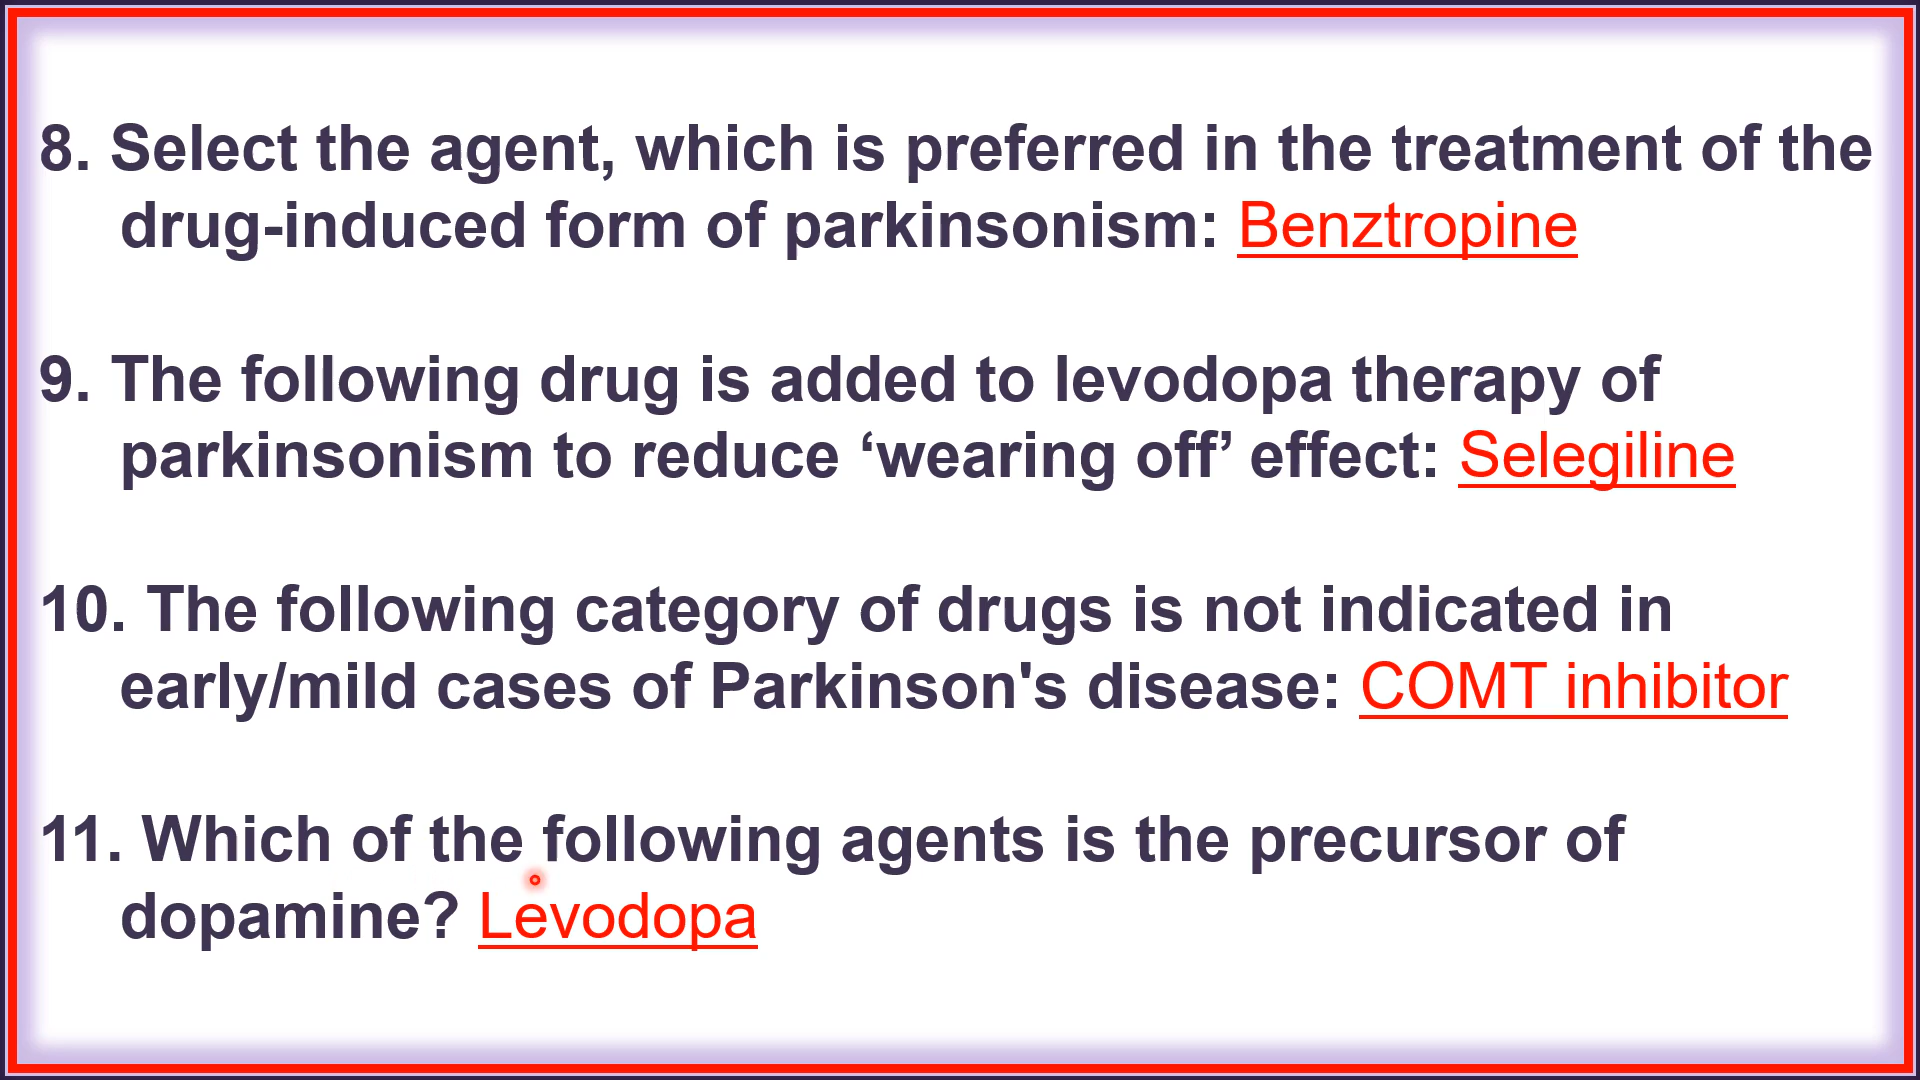 8. Select the agent, which is preferred in the treatment of the
drug-induced form of parkinsonism: Benztropine
9. The following drug is added to levodopa therapy of
parkinsonism to reduce ‘wearing off’ effect: Selegiline
10. The following category of drugs is not indicated in
early/mild cases of Parkinson's disease: COMT inhibitor
11. Which of the following agents is the precursor of
dopamine? Levodopa